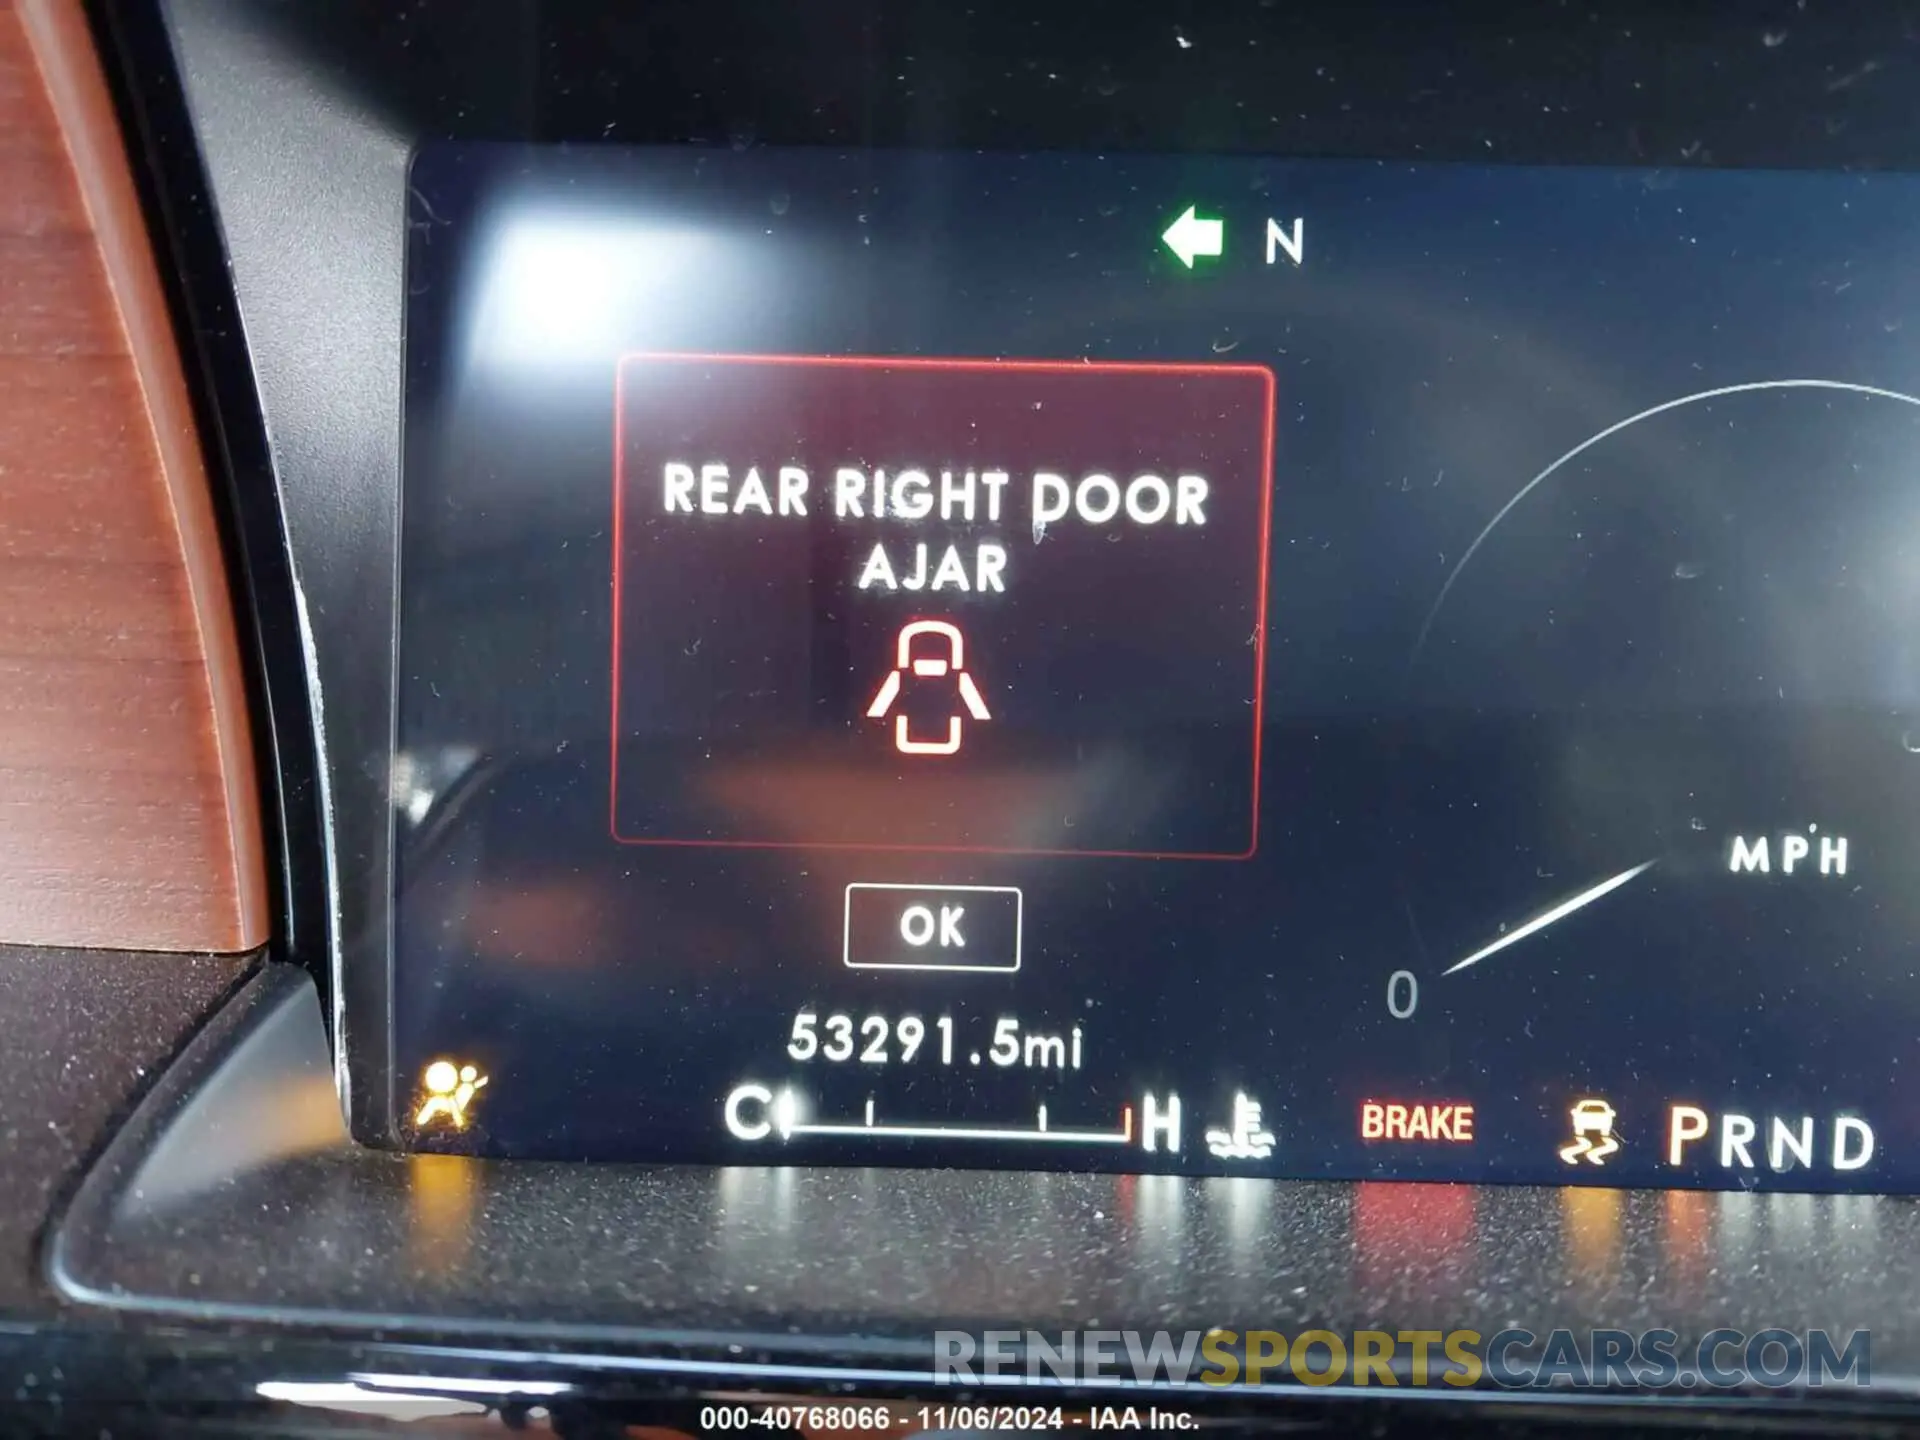 N
REAR RIGHT DOOR
AJAR
OK
MPH
0
53291.5mi
C H BRAKE PRND
RENEWSPORTSCARS.COM
000-40768066 - 11/06/2024 - IAA Inc.